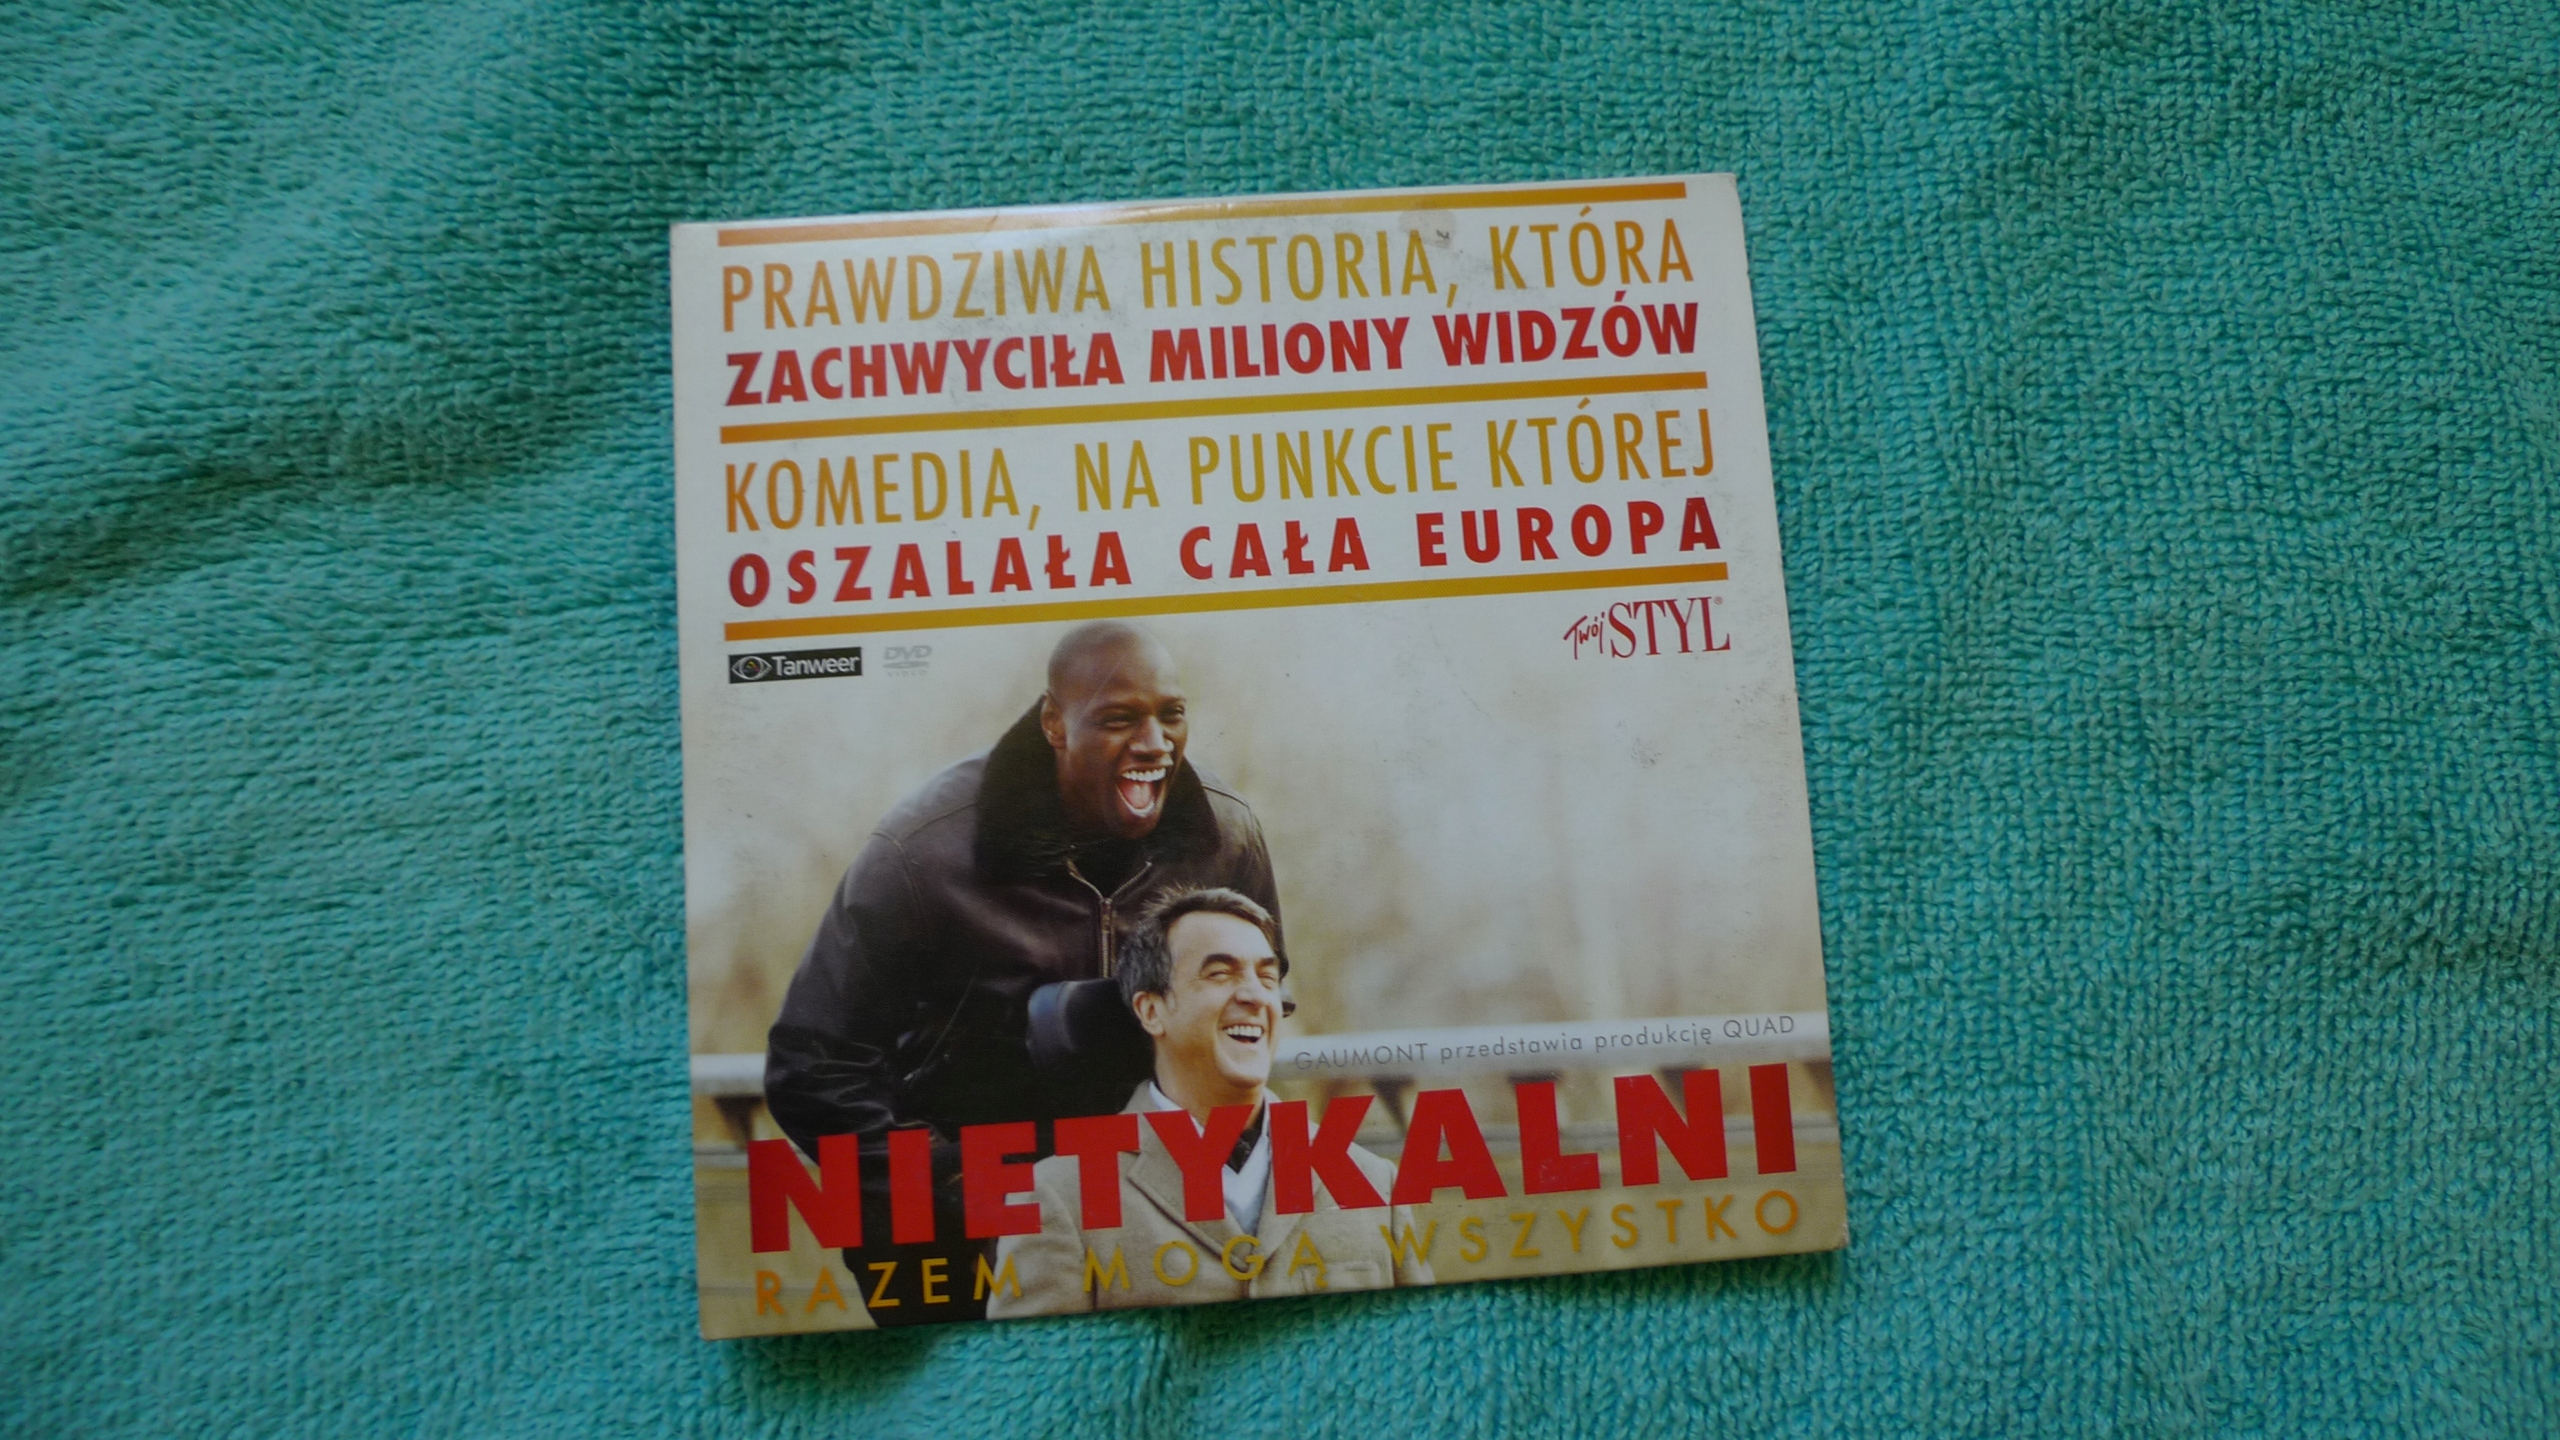 PRAWDZIWA HISTORIA, KTÓRA
ZACHWYCIŁA MILIONY WIDZÓW
KOMEDIA, NA PUNKCIE KTÓREJ
OSZALAŁA CAŁA EUROPA
Tanweer
DVD
VIDEO
Twój STYL®
GAUMONT przedstawia produkcję QUAD
NIETYKALNI
RAZEM MOGĄ WSZYSTKO